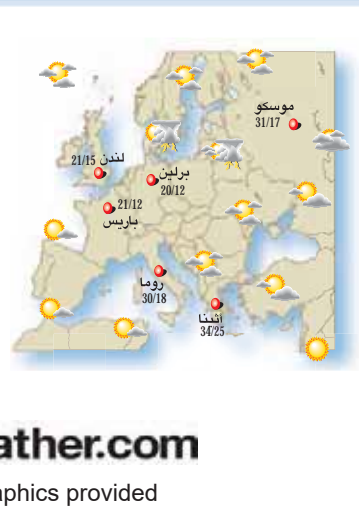 موسكو
31/17
لندن 21/15
برلين
20/12
21/12
باريس
روما
30/18
أثينا
34/25
ather.com
aphics provided